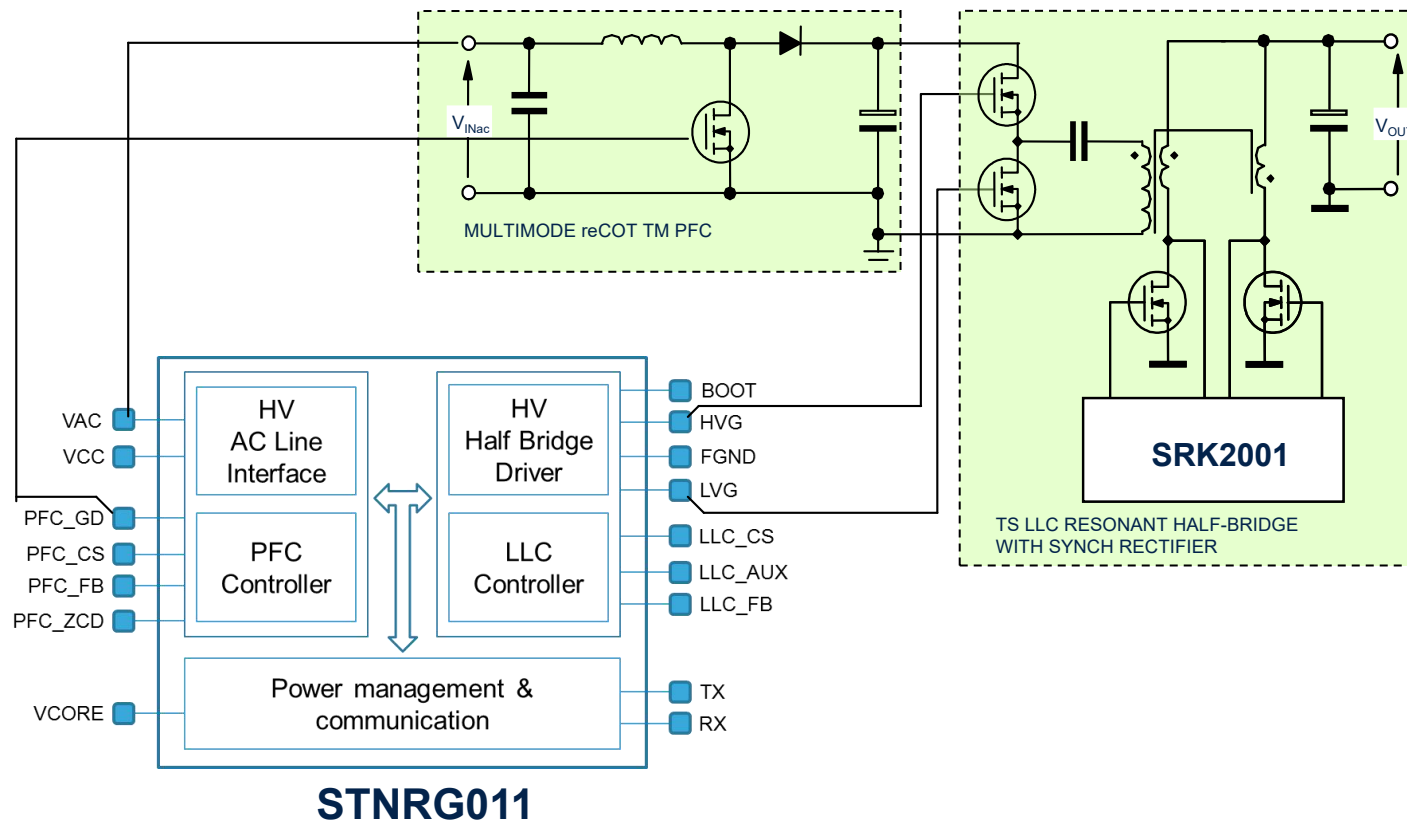 V_INac
MULTIMODE reCOT TM PFC
V_OUT
SRK2001
TS LLC RESONANT HALF-BRIDGE
WITH SYNCH RECTIFIER
VAC
VCC
PFC_GD
PFC_CS
PFC_FB
PFC_ZCD
VCORE
HV
AC Line
Interface
PFC
Controller
HV
Half Bridge
Driver
LLC
Controller
Power management &
communication
BOOT
HVG
FGND
LVG
LLC_CS
LLC_AUX
LLC_FB
TX
RX
STNRG011